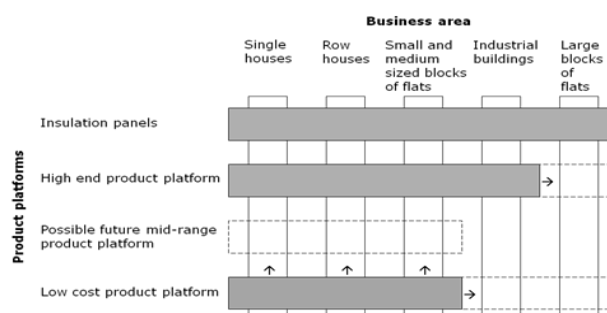 Business area
Single
houses
Row
houses
Small and
medium
sized blocks
of flats
Industrial
buildings
Large
blocks
of
flats
Product platforms
Insulation panels
High end product platform
Possible future mid-range
product platform
Low cost product platform